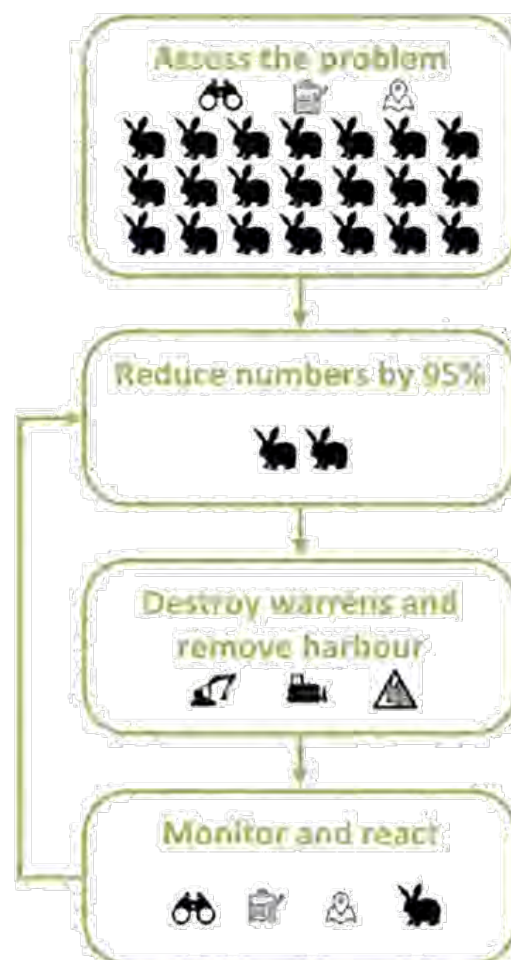 Assess the problem
Reduce numbers by 95%
Destroy warrens and
remove harbour
Monitor and react